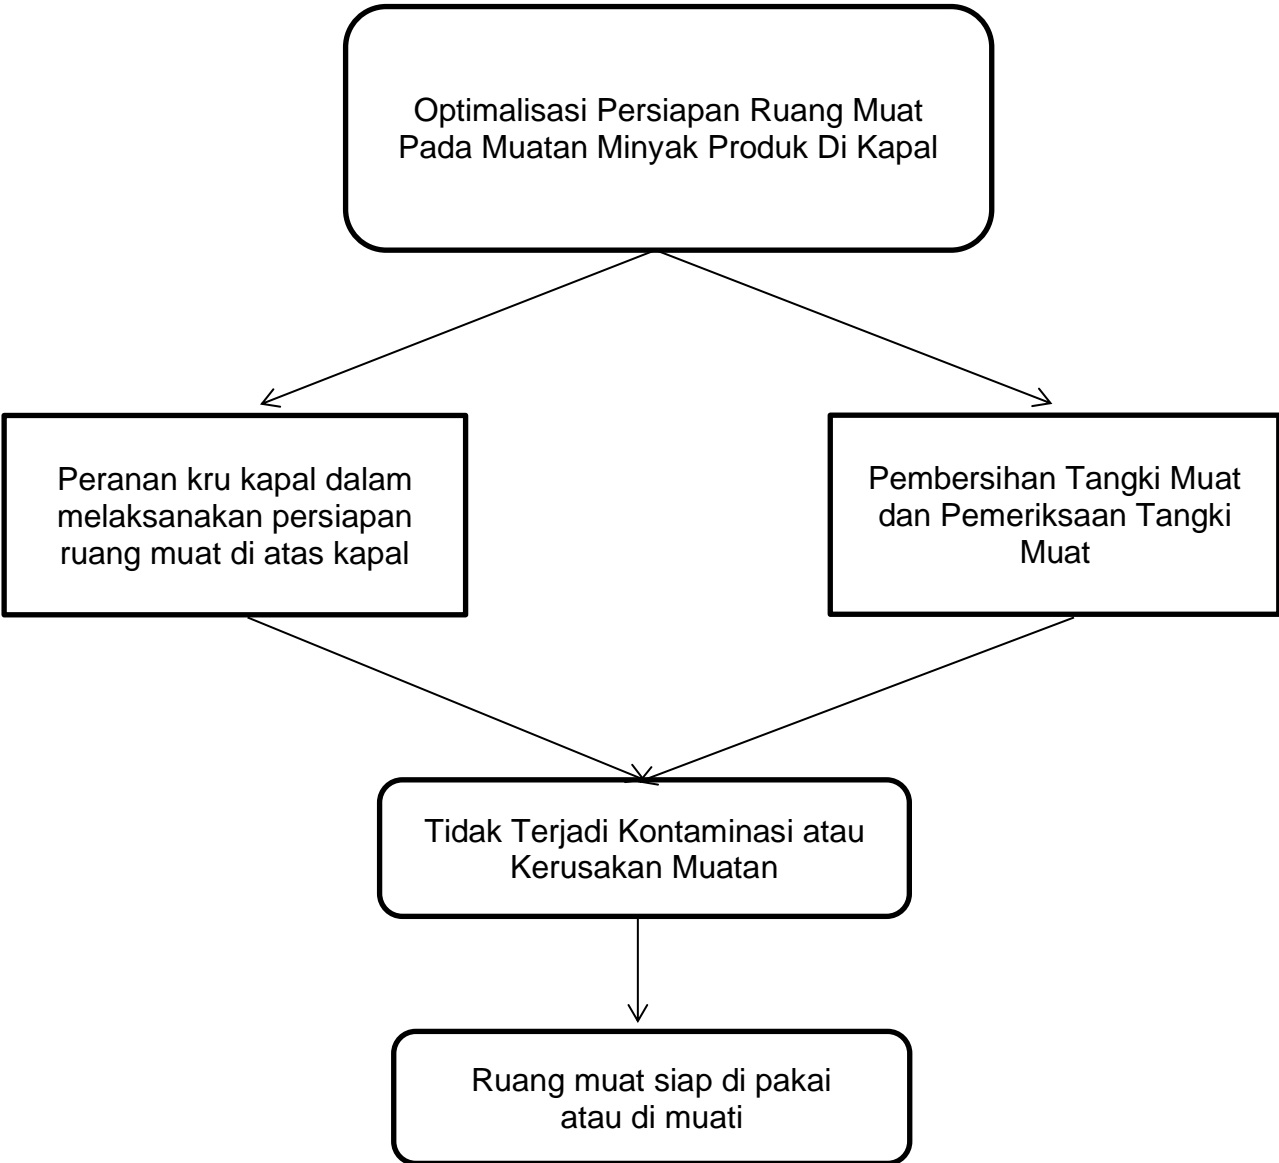 Optimalisasi Persiapan Ruang Muat
Pada Muatan Minyak Produk Di Kapal
Peranan kru kapal dalam
melaksanakan persiapan
ruang muat di atas kapal
Pembersihan Tangki Muat
dan Pemeriksaan Tangki
Muat
Tidak Terjadi Kontaminasi atau
Kerusakan Muatan
Ruang muat siap di pakai
atau di muati